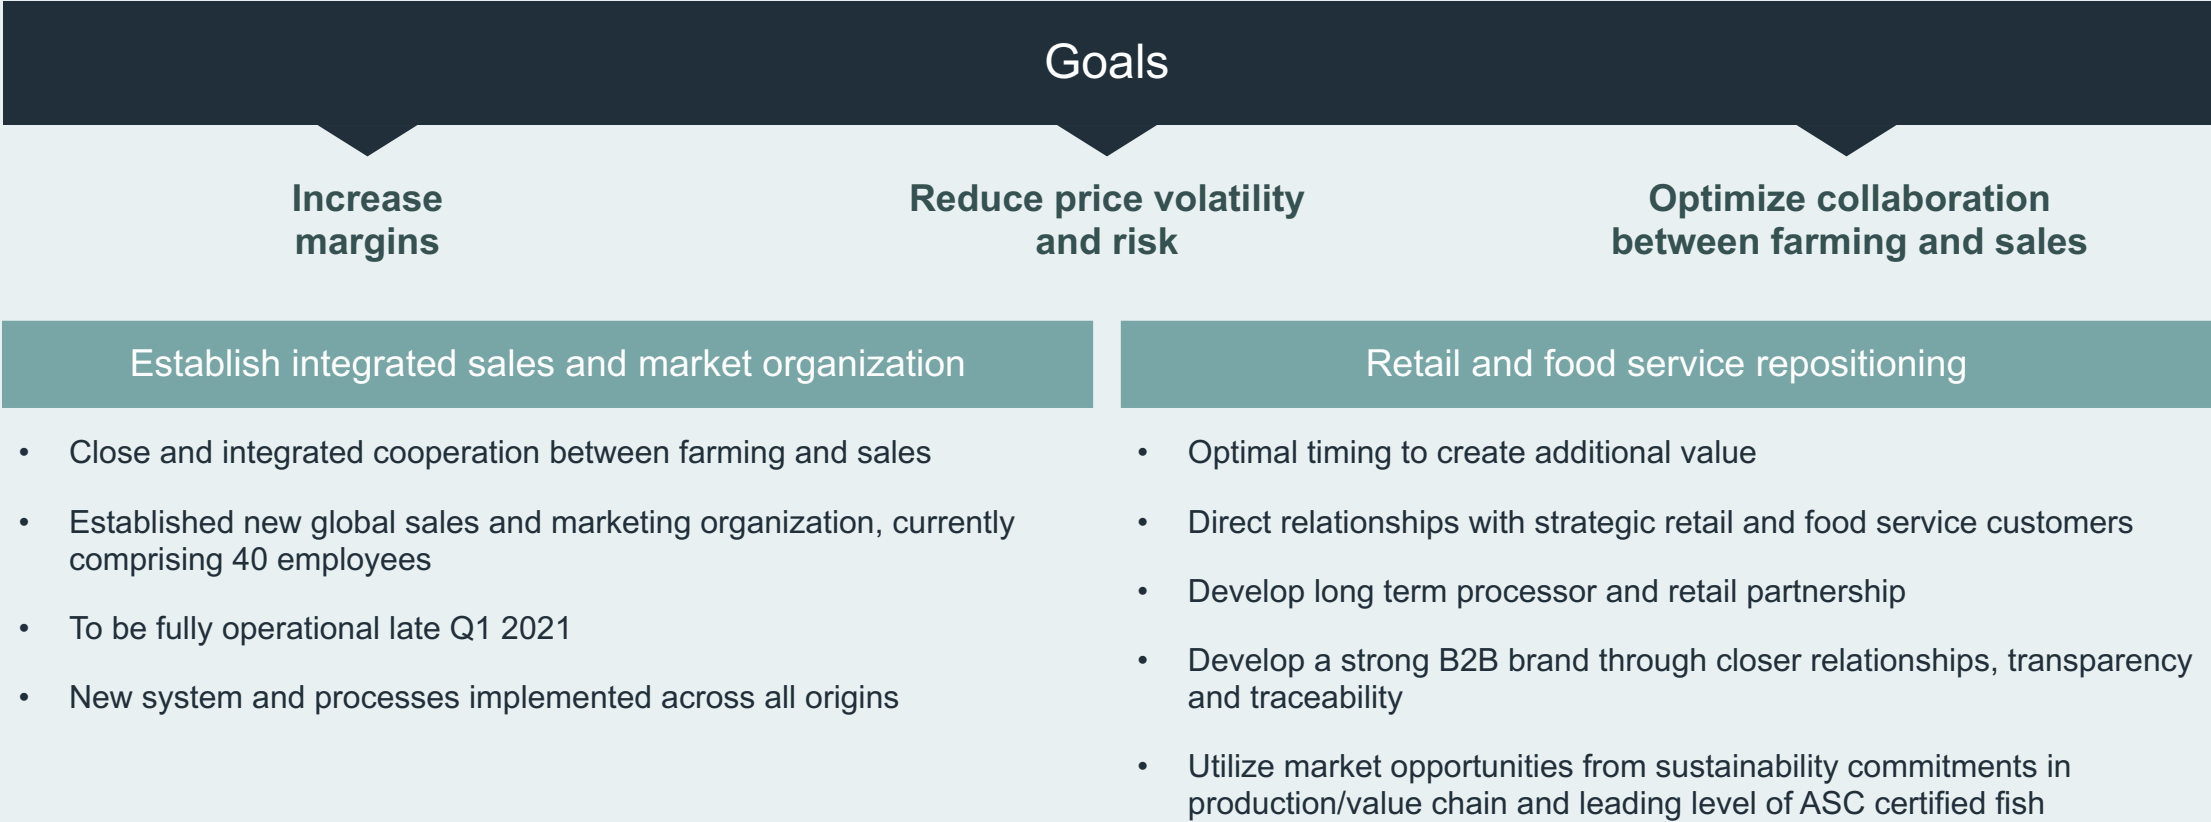 Goals
Increase
margins
Reduce price volatility
and risk
Optimize collaboration
between farming and sales
Establish integrated sales and market organization
• Close and integrated cooperation between farming and sales
• Established new global sales and marketing organization, currently
comprising 40 employees
• To be fully operational late Q1 2021
• New system and processes implemented across all origins
Retail and food service repositioning
• Optimal timing to create additional value
• Direct relationships with strategic retail and food service customers
• Develop long term processor and retail partnership
• Develop a strong B2B brand through closer relationships, transparency
and traceability
• Utilize market opportunities from sustainability commitments in
production/value chain and leading level of ASC certified fish